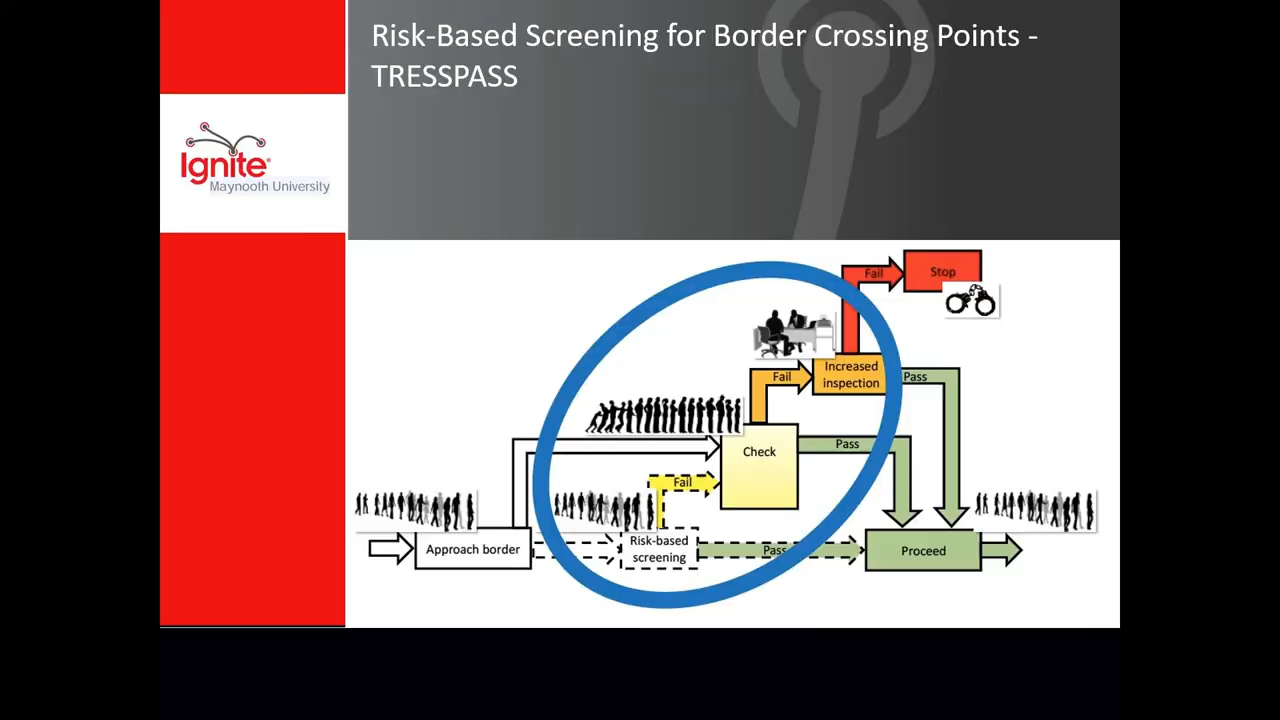 Risk-Based Screening for Border Crossing Points -
TRESSPASS
Ignite
Maynooth University
Fail
Stop
Increased
inspection
Fail
Pass
Check
Pass
Fail
Approach border
Risk-based
screening
Pass
Proceed